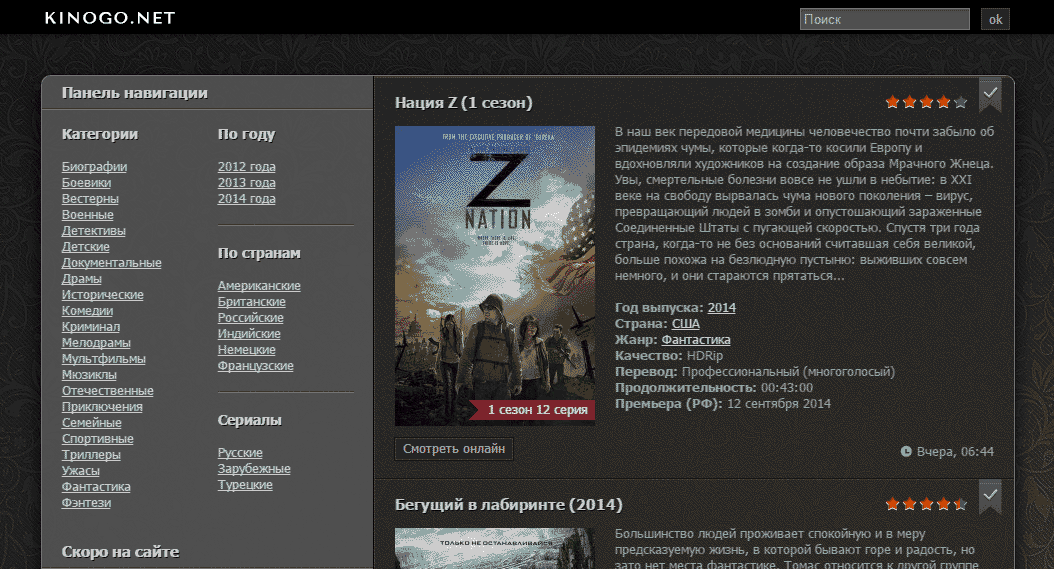 KINOGO.NET
Поиск
ok
Панель навигации
Категории
Биографии
Боевики
Вестерны
Военные
Детективы
Детские
Документальные
Драмы
Исторические
Комедии
Криминал
Мелодрамы
Мультфильмы
Мюзиклы
Отечественные
Приключения
Семейные
Спортивные
Триллеры
Ужасы
Фантастика
Фэнтези
По году
2012 года
2013 года
2014 года
По странам
Американские
Британские
Российские
Индийские
Немецкие
Французские
Сериалы
Русские
Зарубежные
Турецкие
Скоро на сайте
Нация Z (1 сезон)
FROM THE EXECUTIVE PRODUCER OF 'EUREKA'
Z
NATION
1 сезон 12 серия
В наш век передовой медицины человечество почти забыло об
эпидемиях чумы, которые когда-то косили Европу и
вдохновляли художников на создание образа Мрачного Жнеца.
Увы, смертельные болезни вовсе не ушли в небытие: в XXI
веке на свободу вырвалась чума нового поколения – вирус,
превращающий людей в зомби и опустошающий зараженные
Соединенные Штаты с пугающей скоростью. Спустя три года
страна, когда-то не без оснований считавшая себя великой,
больше похожа на безлюдную пустыню: выживших совсем
немного, и они стараются прятаться...
Год выпуска: 2014
Страна: США
Жанр: Фантастика
Качество: HDRip
Перевод: Профессиональный (многоголосый)
Продолжительность: 00:43:00
Премьера (РФ): 12 сентября 2014
Смотреть онлайн
Вчера, 06:44
Бегущий в лабиринте (2014)
ТОЛЬКО НЕ ОСТАНАВЛИВАЙСЯ
Большинство людей проживает спокойную и в меру
предсказуемую жизнь, в которой бывают горе и радость, но
зато нет места фантастике. Томас относится к другой группе